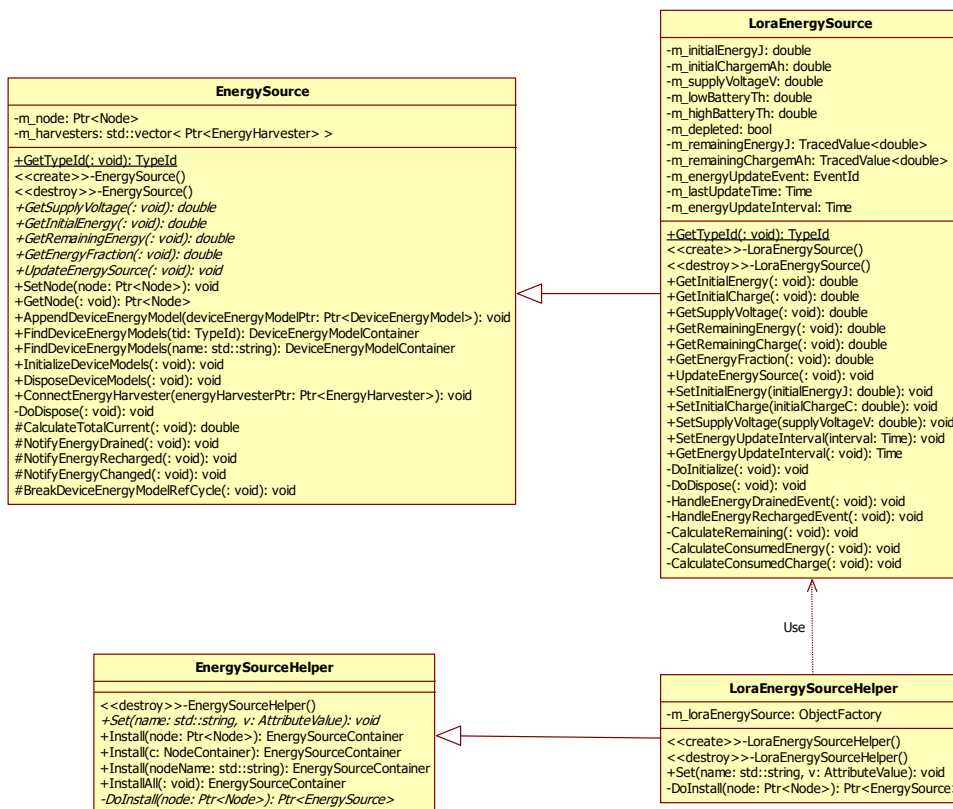 EnergySource
-m_node: Ptr<Node>
-m_harvesters: std::vector< Ptr<EnergyHarvester> >
+GetTypeId(: void): TypeId
<<create>>-EnergySource()
<<destroy>>-EnergySource()
+GetSupplyVoltage(: void): double
+GetInitialEnergy(: void): double
+GetRemainingEnergy(: void): double
+GetEnergyFraction(: void): double
+UpdateEnergySource(: void): void
+SetNode(node: Ptr<Node>): void
+GetNode(: void): Ptr<Node>
+AppendDeviceEnergyModel(deviceEnergyModelPtr: Ptr<DeviceEnergyModel>): void
+FindDeviceEnergyModels(tid: TypeId): DeviceEnergyModelContainer
+FindDeviceEnergyModels(name: std::string): DeviceEnergyModelContainer
+InitializeDeviceModels(: void): void
+DisposeDeviceModels(: void): void
+ConnectEnergyHarvester(energyHarvesterPtr: Ptr<EnergyHarvester>): void
-DoDispose(: void): void
#CalculateTotalCurrent(: void): double
#NotifyEnergyDrained(: void): void
#NotifyEnergyRecharged(: void): void
#NotifyEnergyChanged(: void): void
#BreakDeviceEnergyModelRefCycle(: void): void
LoraEnergySource
-m_initialEnergyJ: double
-m_initialChargemAh: double
-m_supplyVoltageV: double
-m_lowBatteryTh: double
-m_highBatteryTh: double
-m_depleted: bool
-m_remainingEnergyJ: TracedValue<double>
-m_remainingChargemAh: TracedValue<double>
-m_energyUpdateEvent: EventId
-m_lastUpdateTime: Time
-m_energyUpdateInterval: Time
+GetTypeId(: void): TypeId
<<create>>-LoraEnergySource()
<<destroy>>-LoraEnergySource()
+GetInitialEnergy(: void): double
+GetInitialCharge(: void): double
+GetSupplyVoltage(: void): double
+GetRemainingEnergy(: void): double
+GetRemainingCharge(: void): double
+GetEnergyFraction(: void): double
+UpdateEnergySource(: void): void
+SetInitialEnergy(initialEnergyJ: double): void
+SetInitialCharge(initialChargeC: double): void
+SetSupplyVoltage(supplyVoltageV: double): void
+SetEnergyUpdateInterval(interval: Time): void
+GetEnergyUpdateInterval(: void): Time
-DoInitialize(: void): void
-DoDispose(: void): void
-HandleEnergyDrainedEvent(: void): void
-HandleEnergyRechargedEvent(: void): void
-CalculateRemaining(: void): void
-CalculateConsumedEnergy(: void): void
-CalculateConsumedCharge(: void): void
Use
EnergySourceHelper
<<destroy>>-EnergySourceHelper()
+Set(name: std::string, v: AttributeValue): void
+Install(node: Ptr<Node>): EnergySourceContainer
+Install(c: NodeContainer): EnergySourceContainer
+Install(nodeName: std::string): EnergySourceContainer
+InstallAll(: void): EnergySourceContainer
-DoInstall(node: Ptr<Node>): Ptr<EnergySource>
LoraEnergySourceHelper
-m_loraEnergySource: ObjectFactory
<<create>>-LoraEnergySourceHelper()
<<destroy>>-LoraEnergySourceHelper()
+Set(name: std::string, v: AttributeValue): void
-DoInstall(node: Ptr<Node>): Ptr<EnergySource>